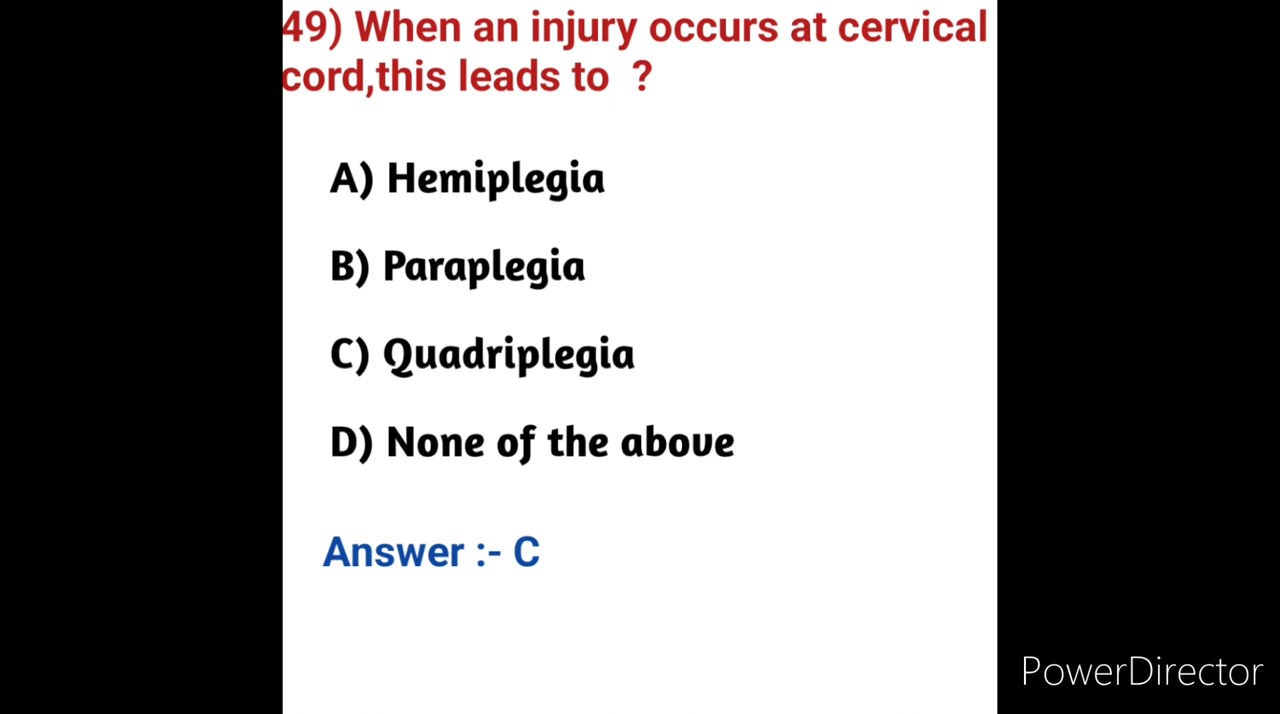 49) When an injury occurs at cervical
cord,this leads to ?
A) Hemiplegia
B) Paraplegia
C) Quadriplegia
D) None of the above
Answer :- C
PowerDirector